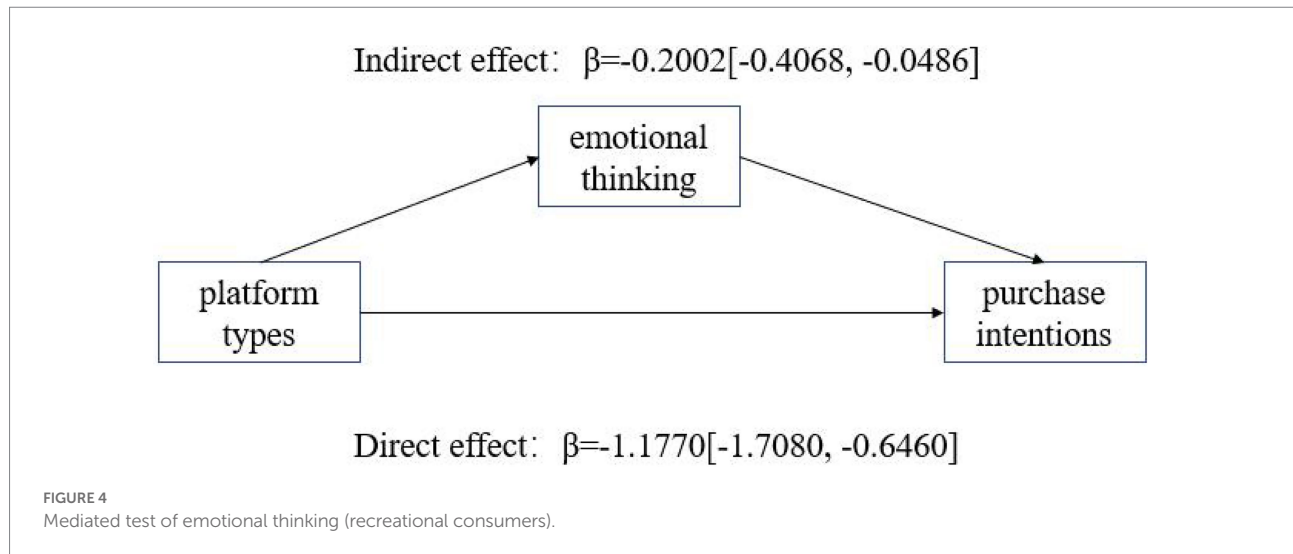 Indirect effect： β=-0.2002[-0.4068, -0.0486]
emotional
thinking
platform
types
purchase
intentions
Direct effect： β=-1.1770[-1.7080, -0.6460]
FIGURE 4
Mediated test of emotional thinking (recreational consumers).